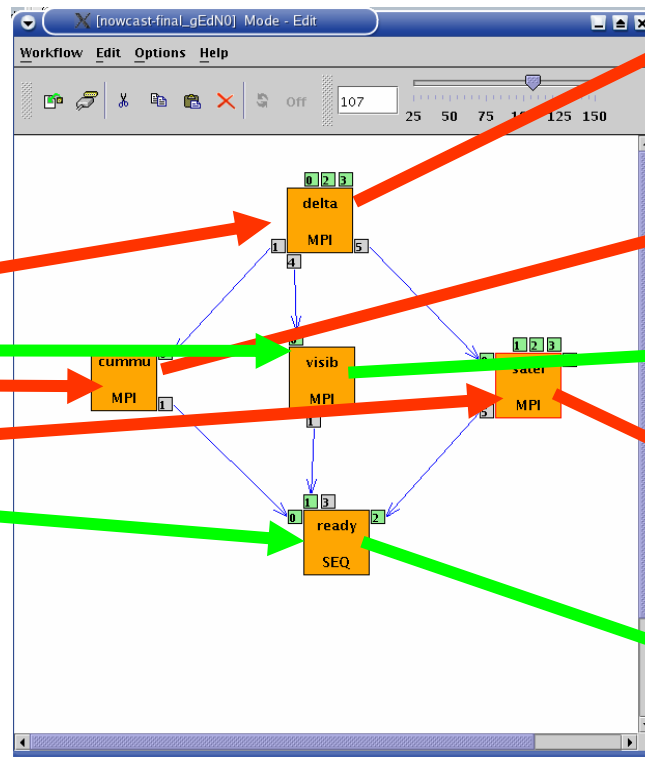 [nowcast-final_gEdN0] Mode - Edit
Workflow Edit Options Help
Off 107
25 50 75 125 150
0 2 3
delta
MPI
1 4 5
cummu
MPI
1
visib
MPI
1
1 2 3
satel
MPI
5
1 3
0 2
ready
SEQ